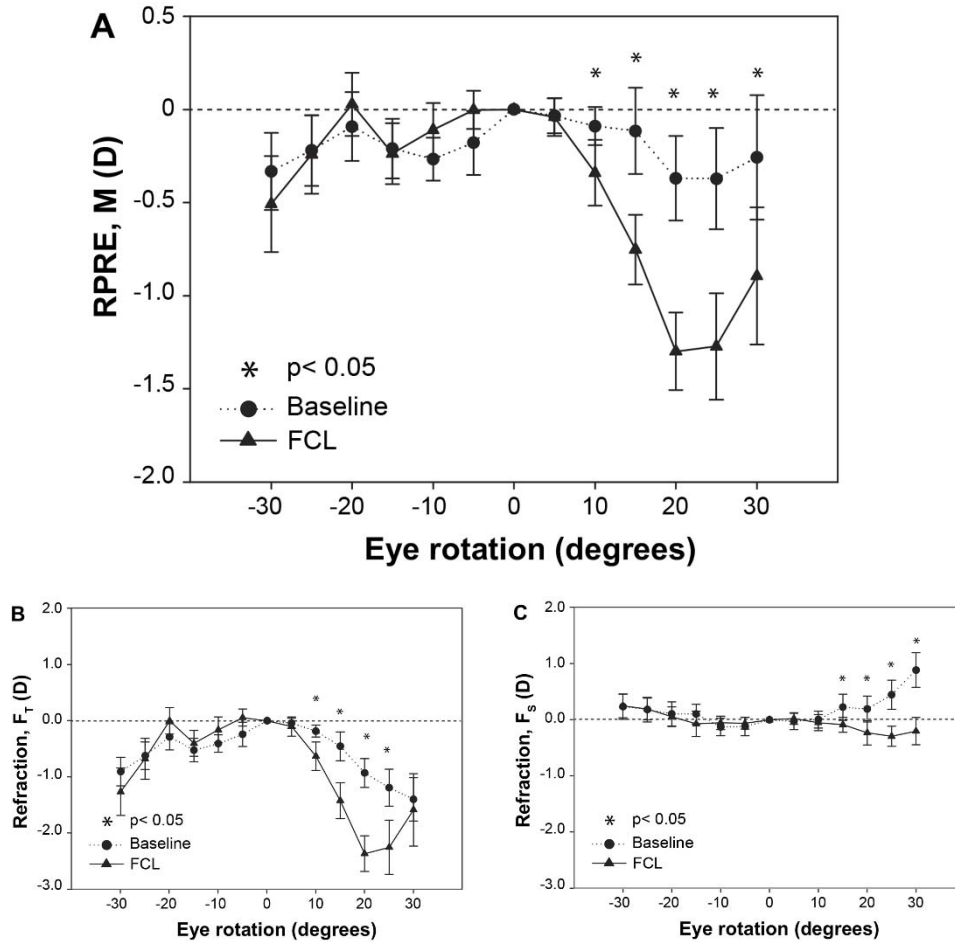 A
0.5
0
-0.5
-1.0
-1.5
-2.0
RPRE, M (D)
* * * * *
* p< 0.05
Baseline
FCL
-30 -20 -10 0 10 20 30
Eye rotation (degrees)
B
2.0
1.0
0.0
-1.0
-2.0
-3.0
Refraction, F_T (D)
* * * *
* p< 0.05
Baseline
FCL
-30 -20 -10 0 10 20 30
Eye rotation (degrees)
C
2.0
1.0
0.0
-1.0
-2.0
-3.0
Refraction, F_S (D)
* * * *
* p< 0.05
Baseline
FCL
-30 -20 -10 0 10 20 30
Eye rotation (degrees)